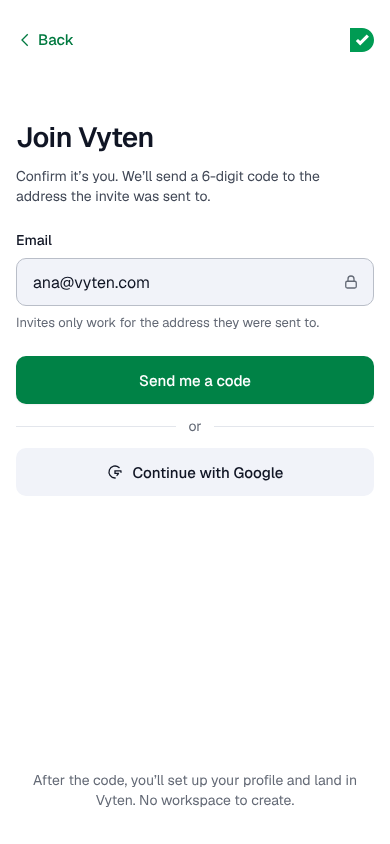 Back
Join Vyten
Confirm it’s you. We’ll send a 6-digit code to the
address the invite was sent to.
Email
ana@vyten.com
Invites only work for the address they were sent to.
Send me a code
or
Continue with Google
After the code, you’ll set up your profile and land in
Vyten. No workspace to create.